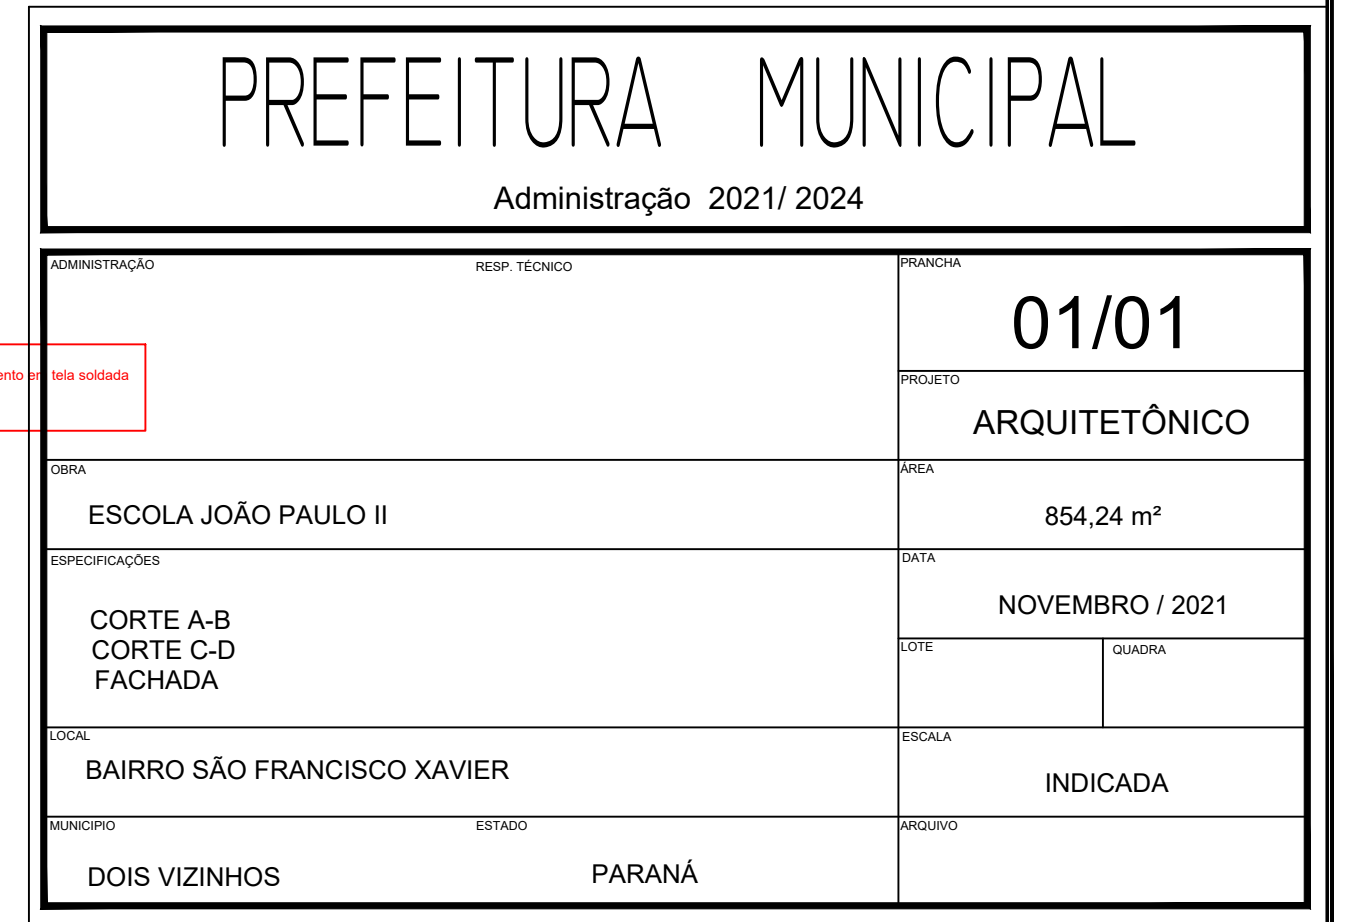 PREFEITURA MUNICIPAL
Administração 2021/ 2024
ADMINISTRAÇÃO
RESP. TÉCNICO
PRANCHA
01/01
tela soldada
PROJETO
ARQUITETÔNICO
OBRA
ESCOLA JOÃO PAULO II
ÁREA
854,24 m²
ESPECIFICAÇÕES
CORTE A-B
CORTE C-D
FACHADA
DATA
NOVEMBRO / 2021
LOTE
QUADRA
LOCAL
BAIRRO SÃO FRANCISCO XAVIER
ESCALA
INDICADA
MUNICIPIO
DOIS VIZINHOS
ESTADO
PARANÁ
ARQUIVO